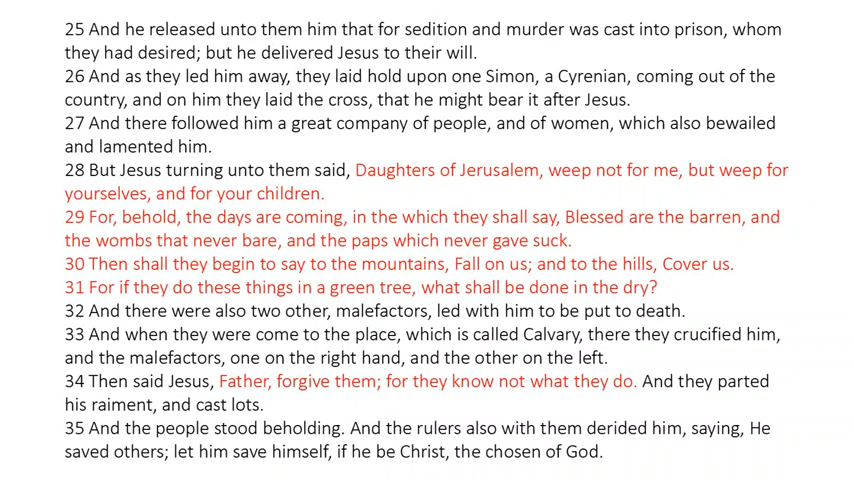 25 And he released unto them him that for sedition and murder was cast into prison, whom
they had desired; but he delivered Jesus to their will.
26 And as they led him away, they laid hold upon one Simon, a Cyrenian, coming out of the
country, and on him they laid the cross, that he might bear it after Jesus.
27 And there followed him a great company of people, and of women, which also bewailed
and lamented him.
28 But Jesus turning unto them said, Daughters of Jerusalem, weep not for me, but weep for
yourselves, and for your children.
29 For, behold, the days are coming, in the which they shall say, Blessed are the barren, and
the wombs that never bare, and the paps which never gave suck.
30 Then shall they begin to say to the mountains, Fall on us; and to the hills, Cover us.
31 For if they do these things in a green tree, what shall be done in the dry?
32 And there were also two other, malefactors, led with him to be put to death.
33 And when they were come to the place, which is called Calvary, there they crucified him,
and the malefactors, one on the right hand, and the other on the left.
34 Then said Jesus, Father, forgive them; for they know not what they do. And they parted
his raiment, and cast lots.
35 And the people stood beholding. And the rulers also with them derided him, saying, He
saved others; let him save himself, if he be Christ, the chosen of God.